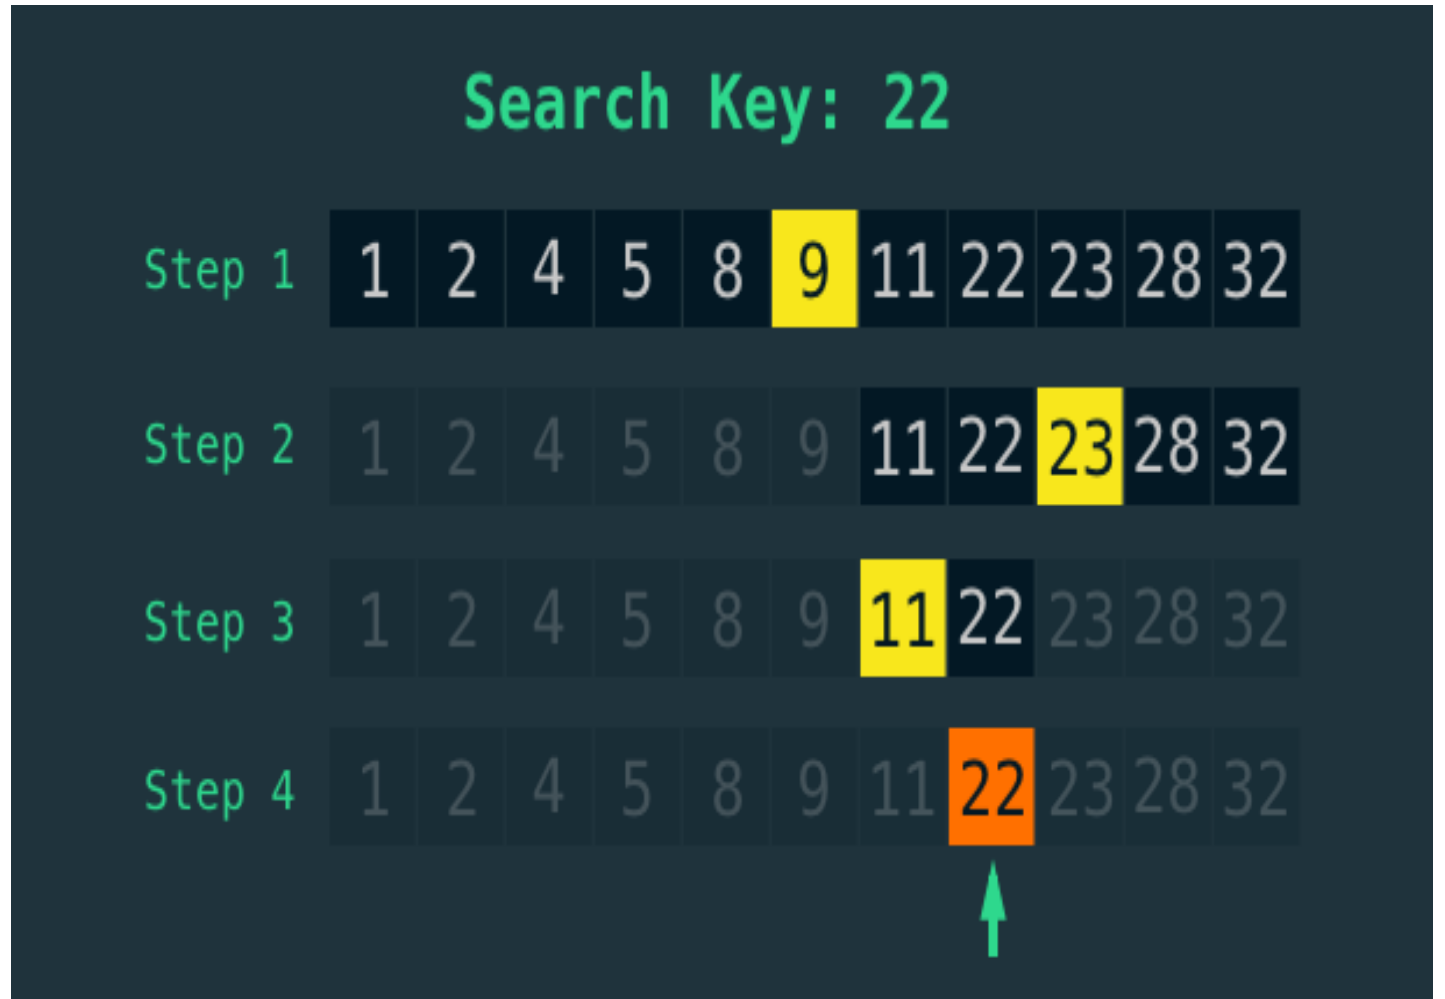 Search Key: 22
Step 1 1 2 4 5 8 9 11 22 23 28 32
Step 2 1 2 4 5 8 9 11 22 23 28 32
Step 3 1 2 4 5 8 9 11 22 23 28 32
Step 4 1 2 4 5 8 9 11 22 23 28 32